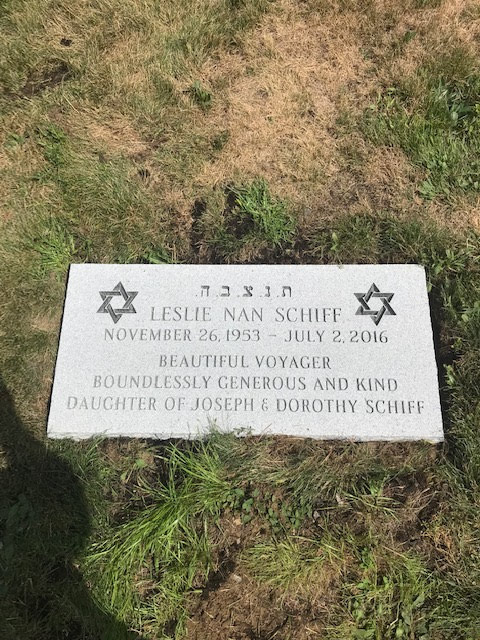 ת.נ.צ.ב.ה.
LESLIE NAN SCHIFF
NOVEMBER 26, 1953 – JULY 2, 2016
BEAUTIFUL VOYAGER
BOUNDLESSLY GENEROUS AND KIND
DAUGHTER OF JOSEPH & DOROTHY SCHIFF